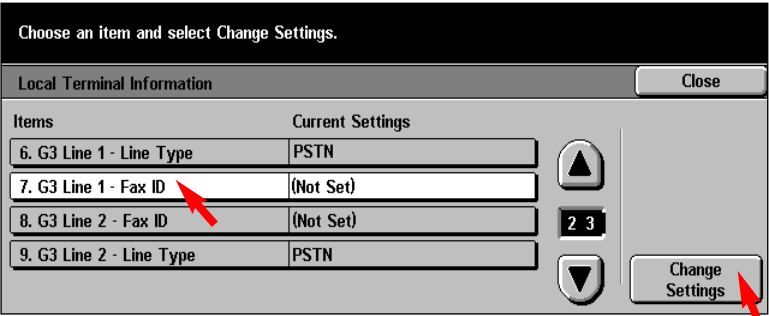 Choose an item and select Change Settings.
Local Terminal Information
Close
Items Current Settings
6. G3 Line 1 - Line Type PSTN
7. G3 Line 1 - Fax ID (Not Set)
8. G3 Line 2 - Fax ID (Not Set)
2 3
9. G3 Line 2 - Line Type PSTN
Change
Settings